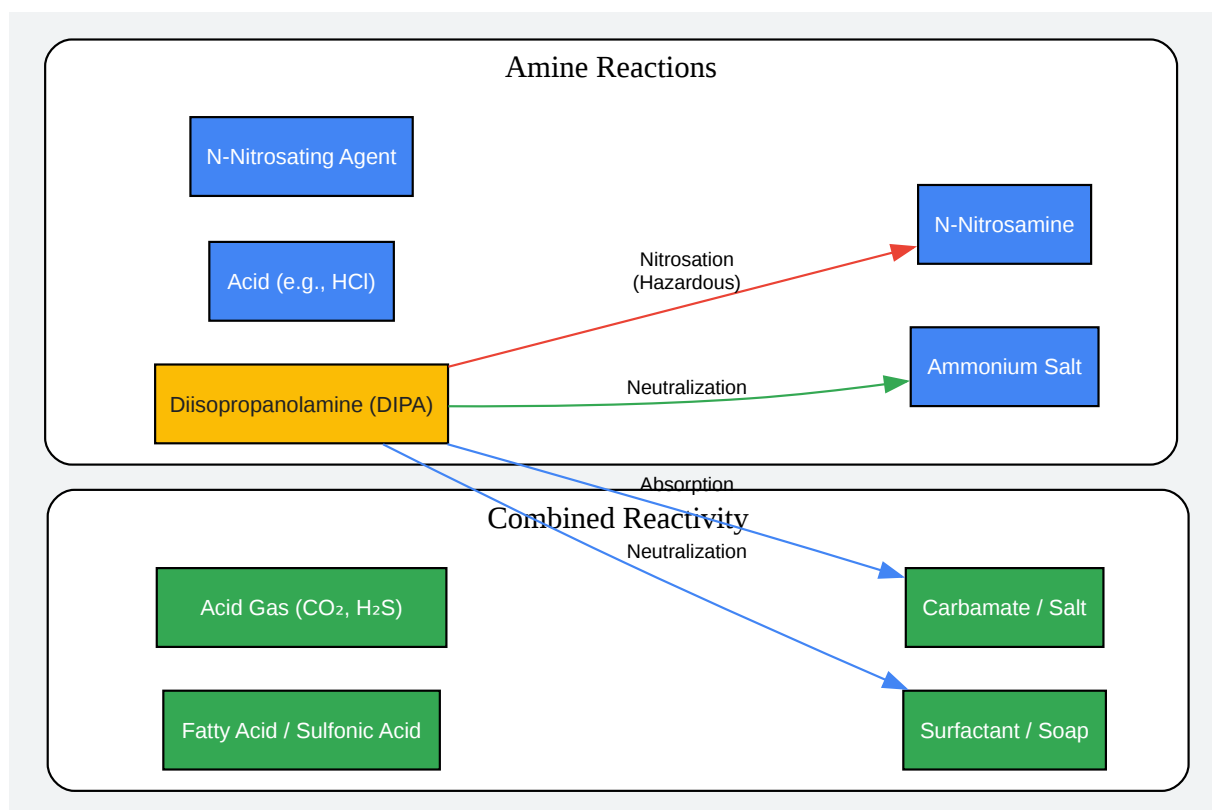 Amine Reactions
N-Nitrosating Agent
N-Nitrosamine
Acid (e.g., HCl)
Nitrosation
(Hazardous)
Ammonium Salt
Diisopropanolamine (DIPA)
Neutralization
Absorption
Combined Reactivity
Neutralization
Acid Gas (CO₂, H₂S)
Carbamate / Salt
Fatty Acid / Sulfonic Acid
Surfactant / Soap